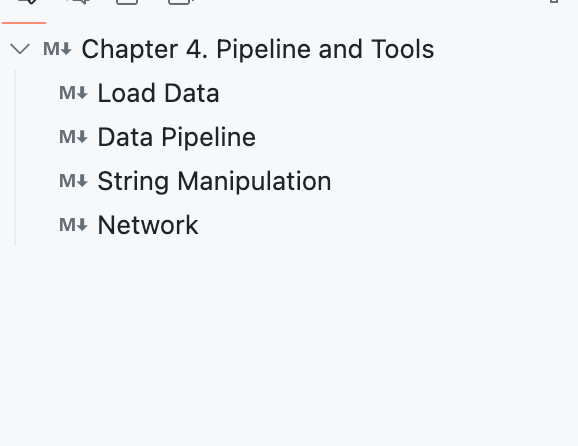 M↓ Chapter 4. Pipeline and Tools
M↓ Load Data
M↓ Data Pipeline
M↓ String Manipulation
M↓ Network